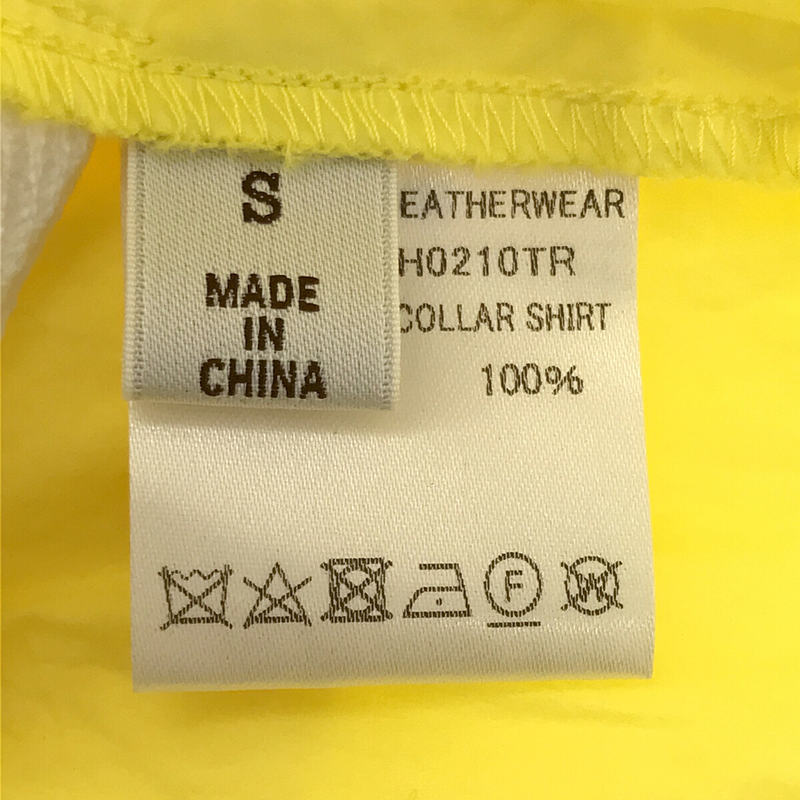 S
MADE
IN
CHINA
EATHERWEAR
H0210TR
COLLAR SHIRT
100%
F
W